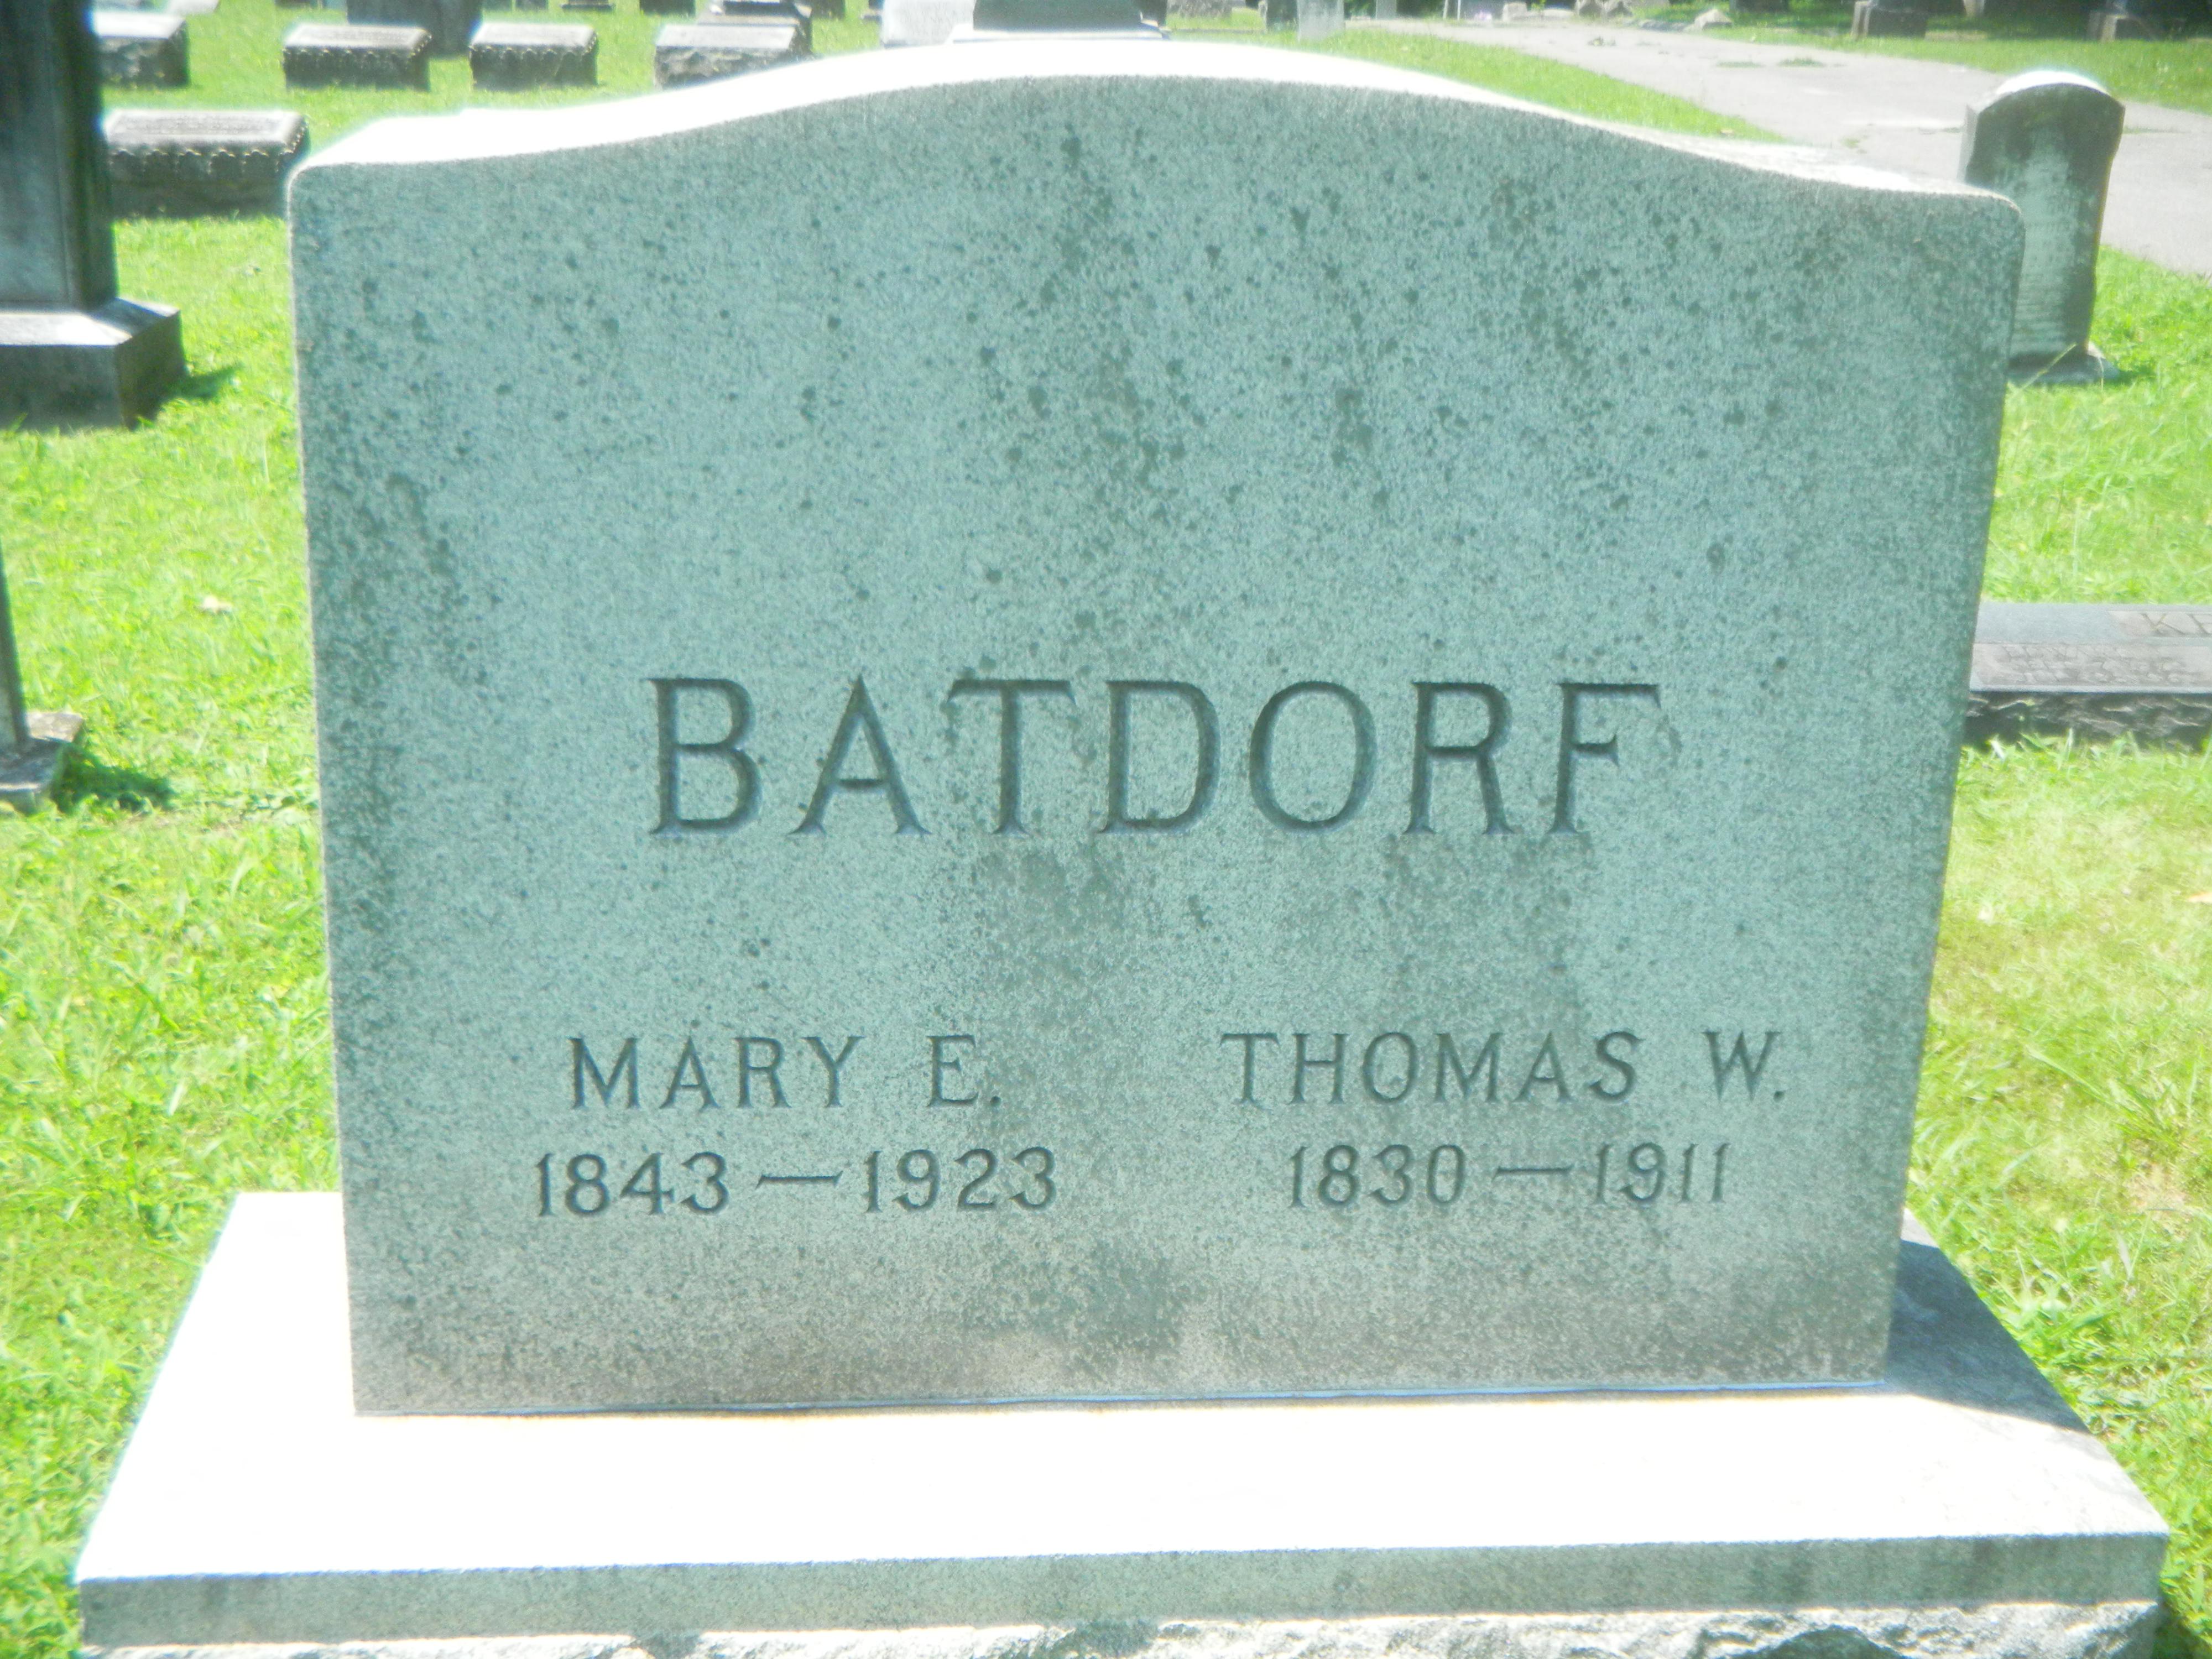 BATDORF
MARY E. THOMAS W.
1843—1923 1830—1911